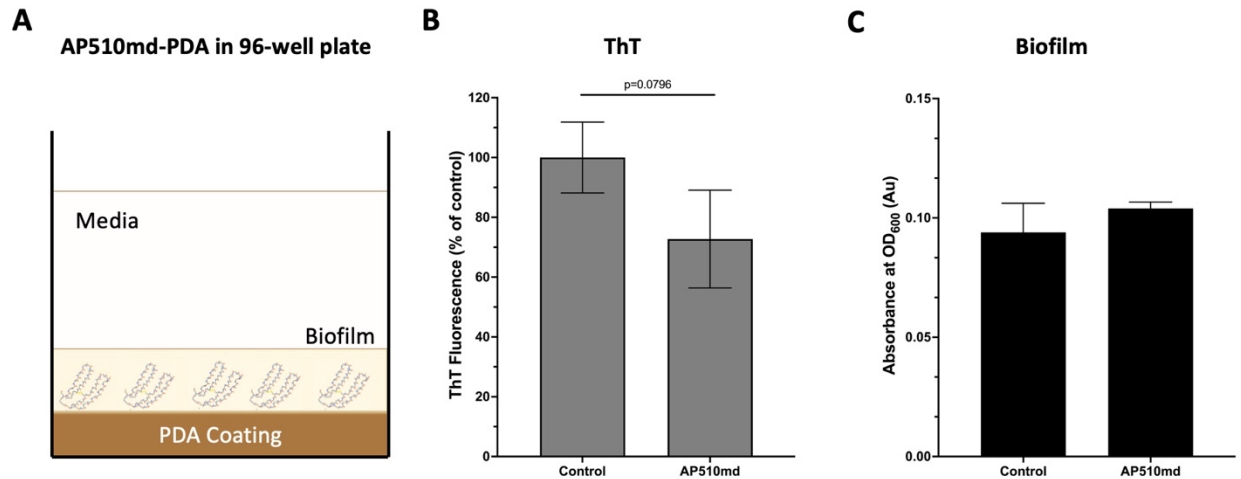 A
AP510md-PDA in 96-well plate
Media
Biofilm
PDA Coating
B
ThT
p=0.0796
ThT Fluorescence (% of control)
120
100
80
60
40
20
0
Control
AP510md
C
Biofilm
Absorbance at OD600 (Au)
0.15
0.10
0.05
0.00
Control
AP510md